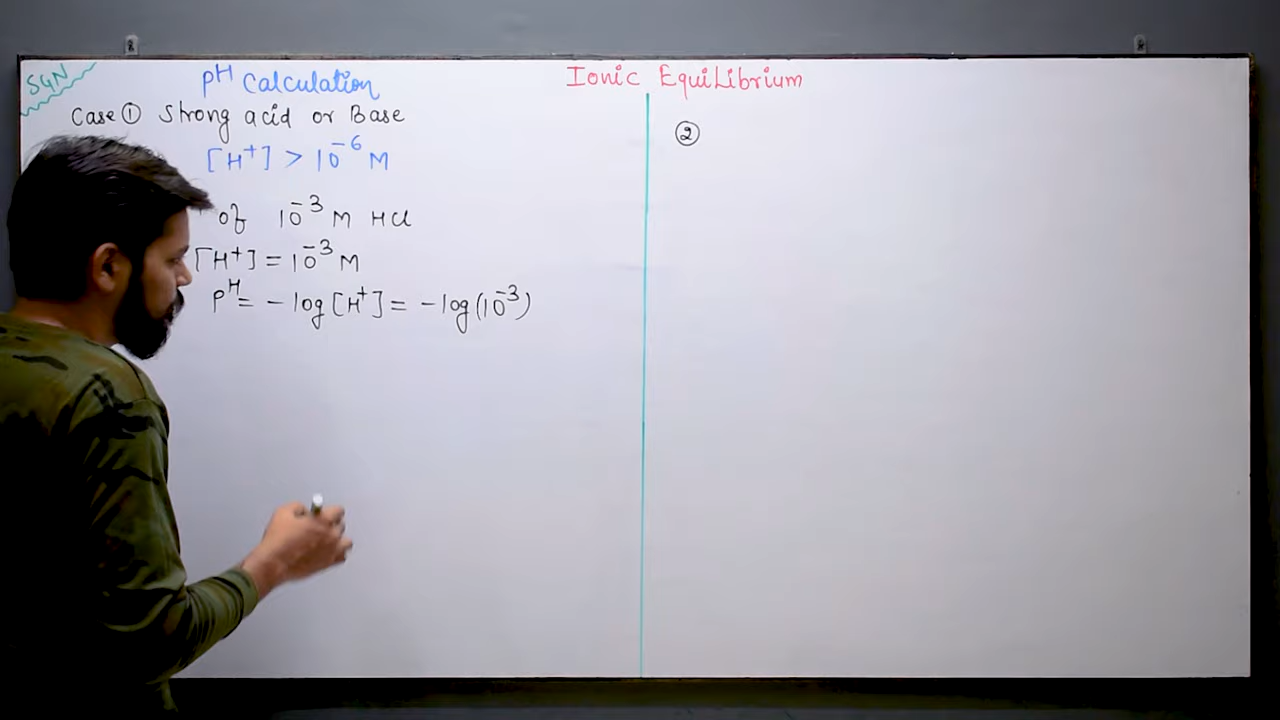 SGN
pH Calculation
Ionic Equilibrium
Case ① Strong acid or Base
[H⁺] > 10⁻⁶ M
of 10⁻³ M HCl
[H⁺] = 10⁻³ M
pH = - log [H⁺] = - log (10⁻³)
②